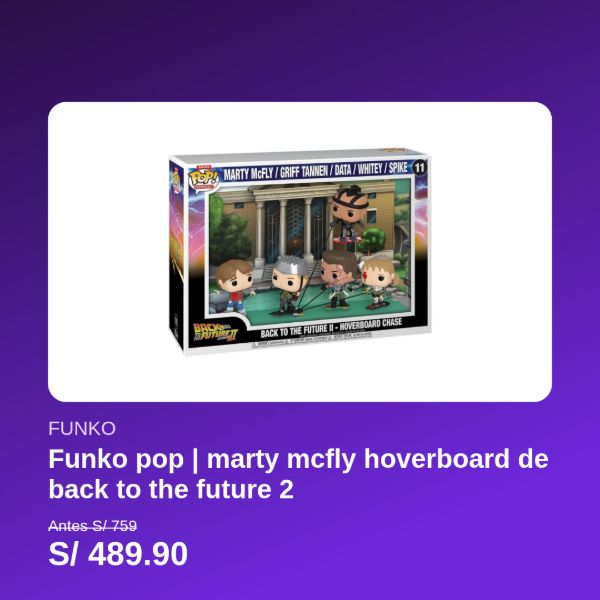 POP!
MARTY McFLY / GRIFF TANNEN / DATA / WHITEY / SPIKE
11
BACK TO THE FUTURE II
BACK TO THE FUTURE II - HOVERBOARD CHASE
FUNKO
Funko pop | marty mcfly hoverboard de
back to the future 2
Antes S/ 759
S/ 489.90